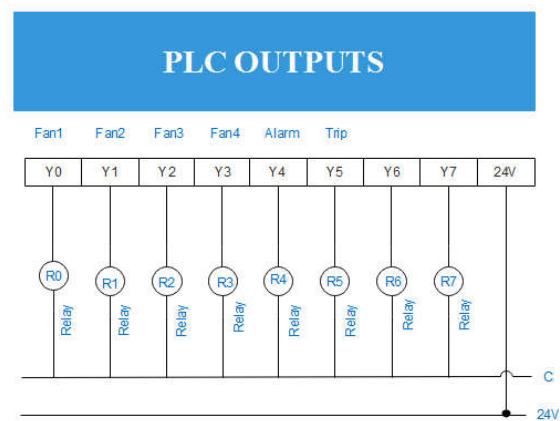 PLC OUTPUTS
Fan1 Fan2 Fan3 Fan4 Alarm Trip
Y0 Y1 Y2 Y3 Y4 Y5 Y6 Y7 24V
R0 R1 R2 R3 R4 R5 R6 R7
Relay Relay Relay Relay Relay Relay Relay Relay
C
24V